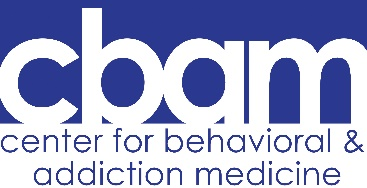 cbam
center for behavioral &
addiction medicine